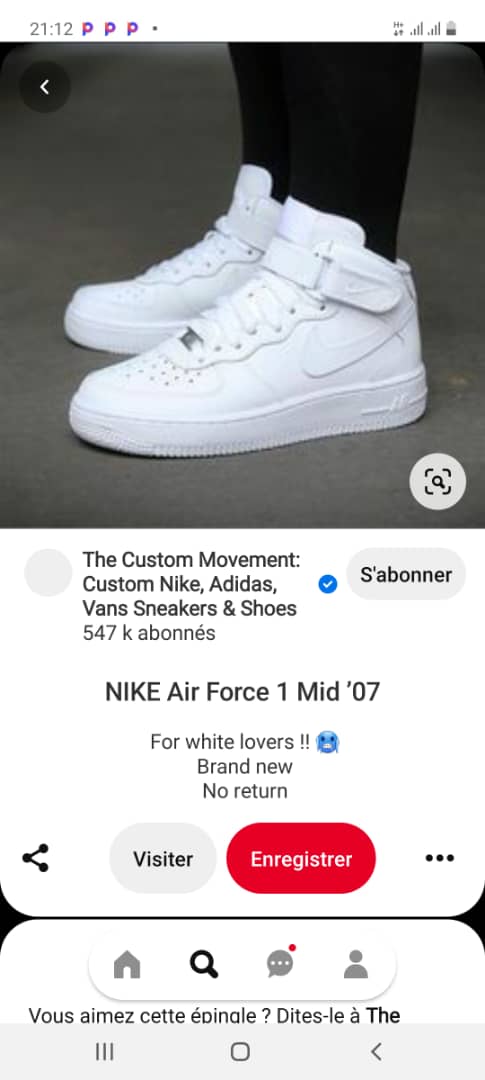 21:12
The Custom Movement:
Custom Nike, Adidas,
Vans Sneakers & Shoes
547 k abonnés
S'abonner
NIKE Air Force 1 Mid ’07
For white lovers !! 🥶
Brand new
No return
Visiter
Enregistrer
Vous aimez cette épingle ? Dites-le à The